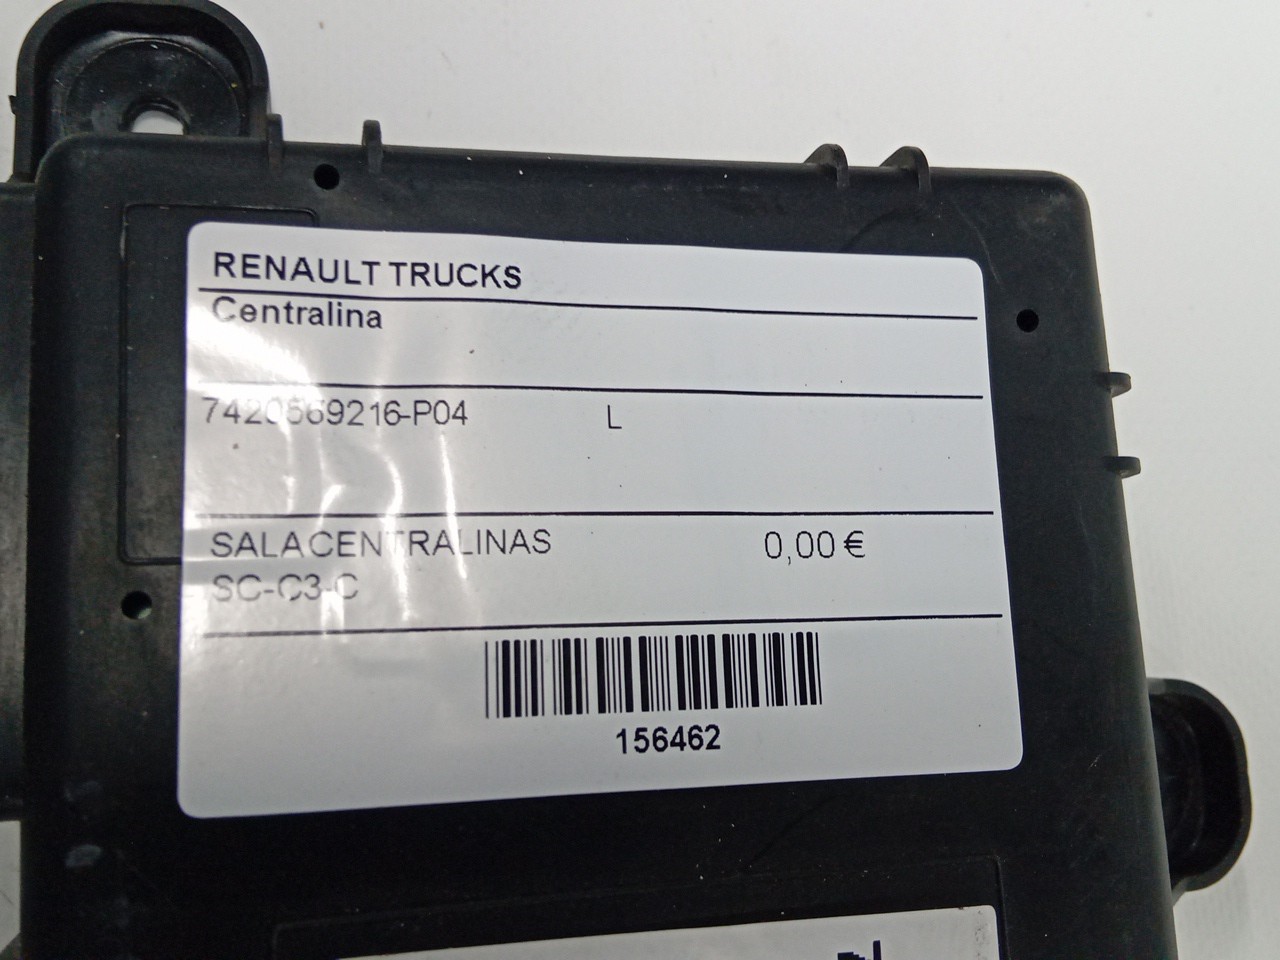 RENAULT TRUCKS
Centralina
7420569216-P04 L
SALACENTRALINAS 0,00 €
SC-C3-C
156462